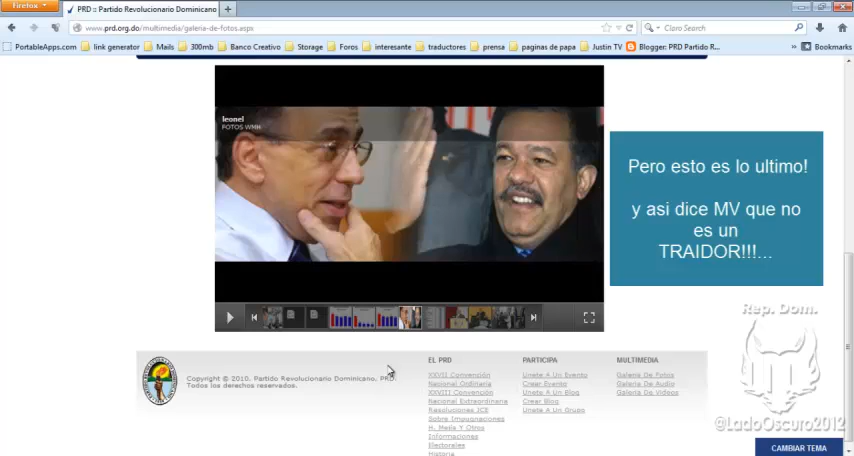 Firefox
PRD :: Partido Revolucionario Dominicano
www.prd.org.do/multimedia/galeria-de-fotos.asps
Claro Search
PortableApps.com
link generator
Mails
300mb
Banco Creativo
Storage
Foros
interesante
traductores
prensa
paginas de papa
Justin TV
Blogger: PRD Partido R...
Bookmarks
leonel
FOTOS WMH
Pero esto es lo ultimo!
y asi dice MV que no
es un
TRAIDOR!!!...
Rep. Dom.
@LadoOscuro2012
Copyright © 2010. Partido Revolucionario Dominicano, PRD.
Todos los derechos reservados.
EL PRD
XXVII Convención
Nacional Ordinaria
XXVIII Convención
Nacional Extraordinaria
Resoluciones JCE
Sobre Impugnaciones
H. Mejía Y Otros
Informaciones
Electorales
Historia
PARTICIPA
Unete A Un Evento
Crear Evento
Unete A Un Blog
Crear Blog
Unete A Un Grupo
MULTIMEDIA
Galeria De Fotos
Galeria De Audio
Galeria De Videos
CAMBIAR TEMA